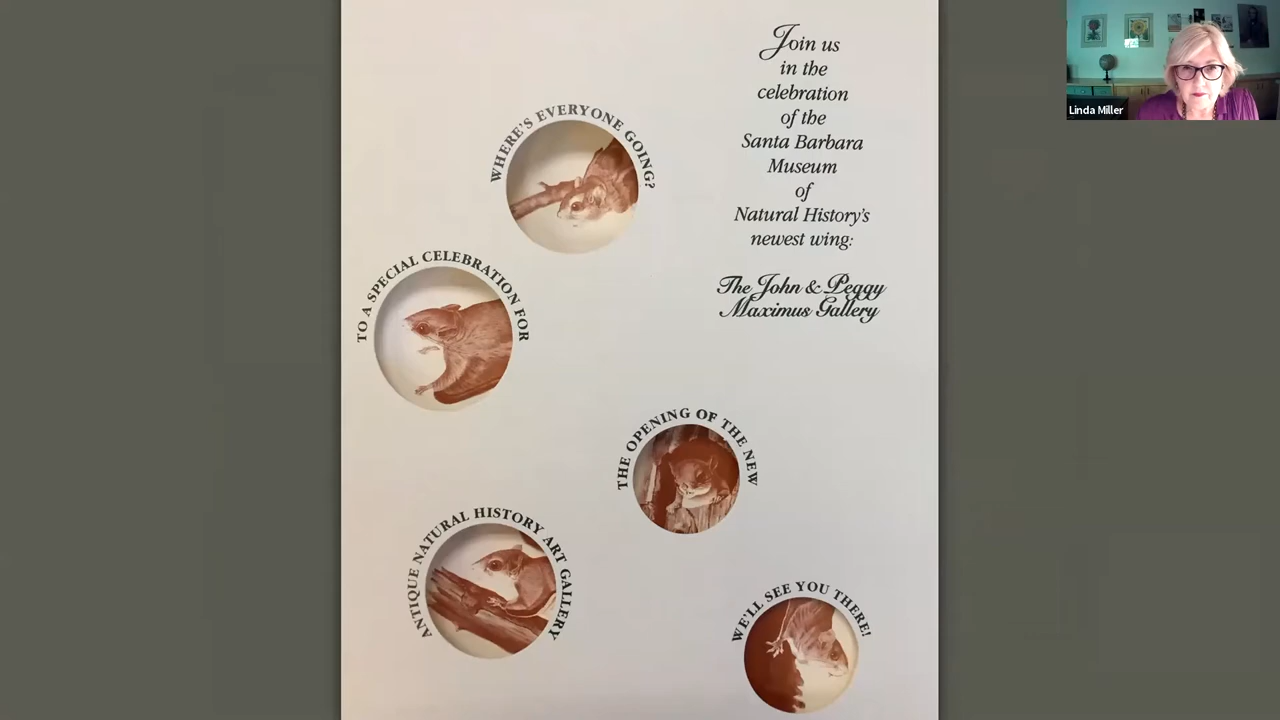 Join us
in the
celebration
of the
Santa Barbara
Museum
of
Natural History's
newest wing:
The John & Peggy
Maximus Gallery
WHERE'S EVERYONE GOING?
TO A SPECIAL CELEBRATION FOR
THE OPENING OF THE NEW
ANTIQUE NATURAL HISTORY ART GALLERY
WE'LL SEE YOU THERE!
Linda Miller